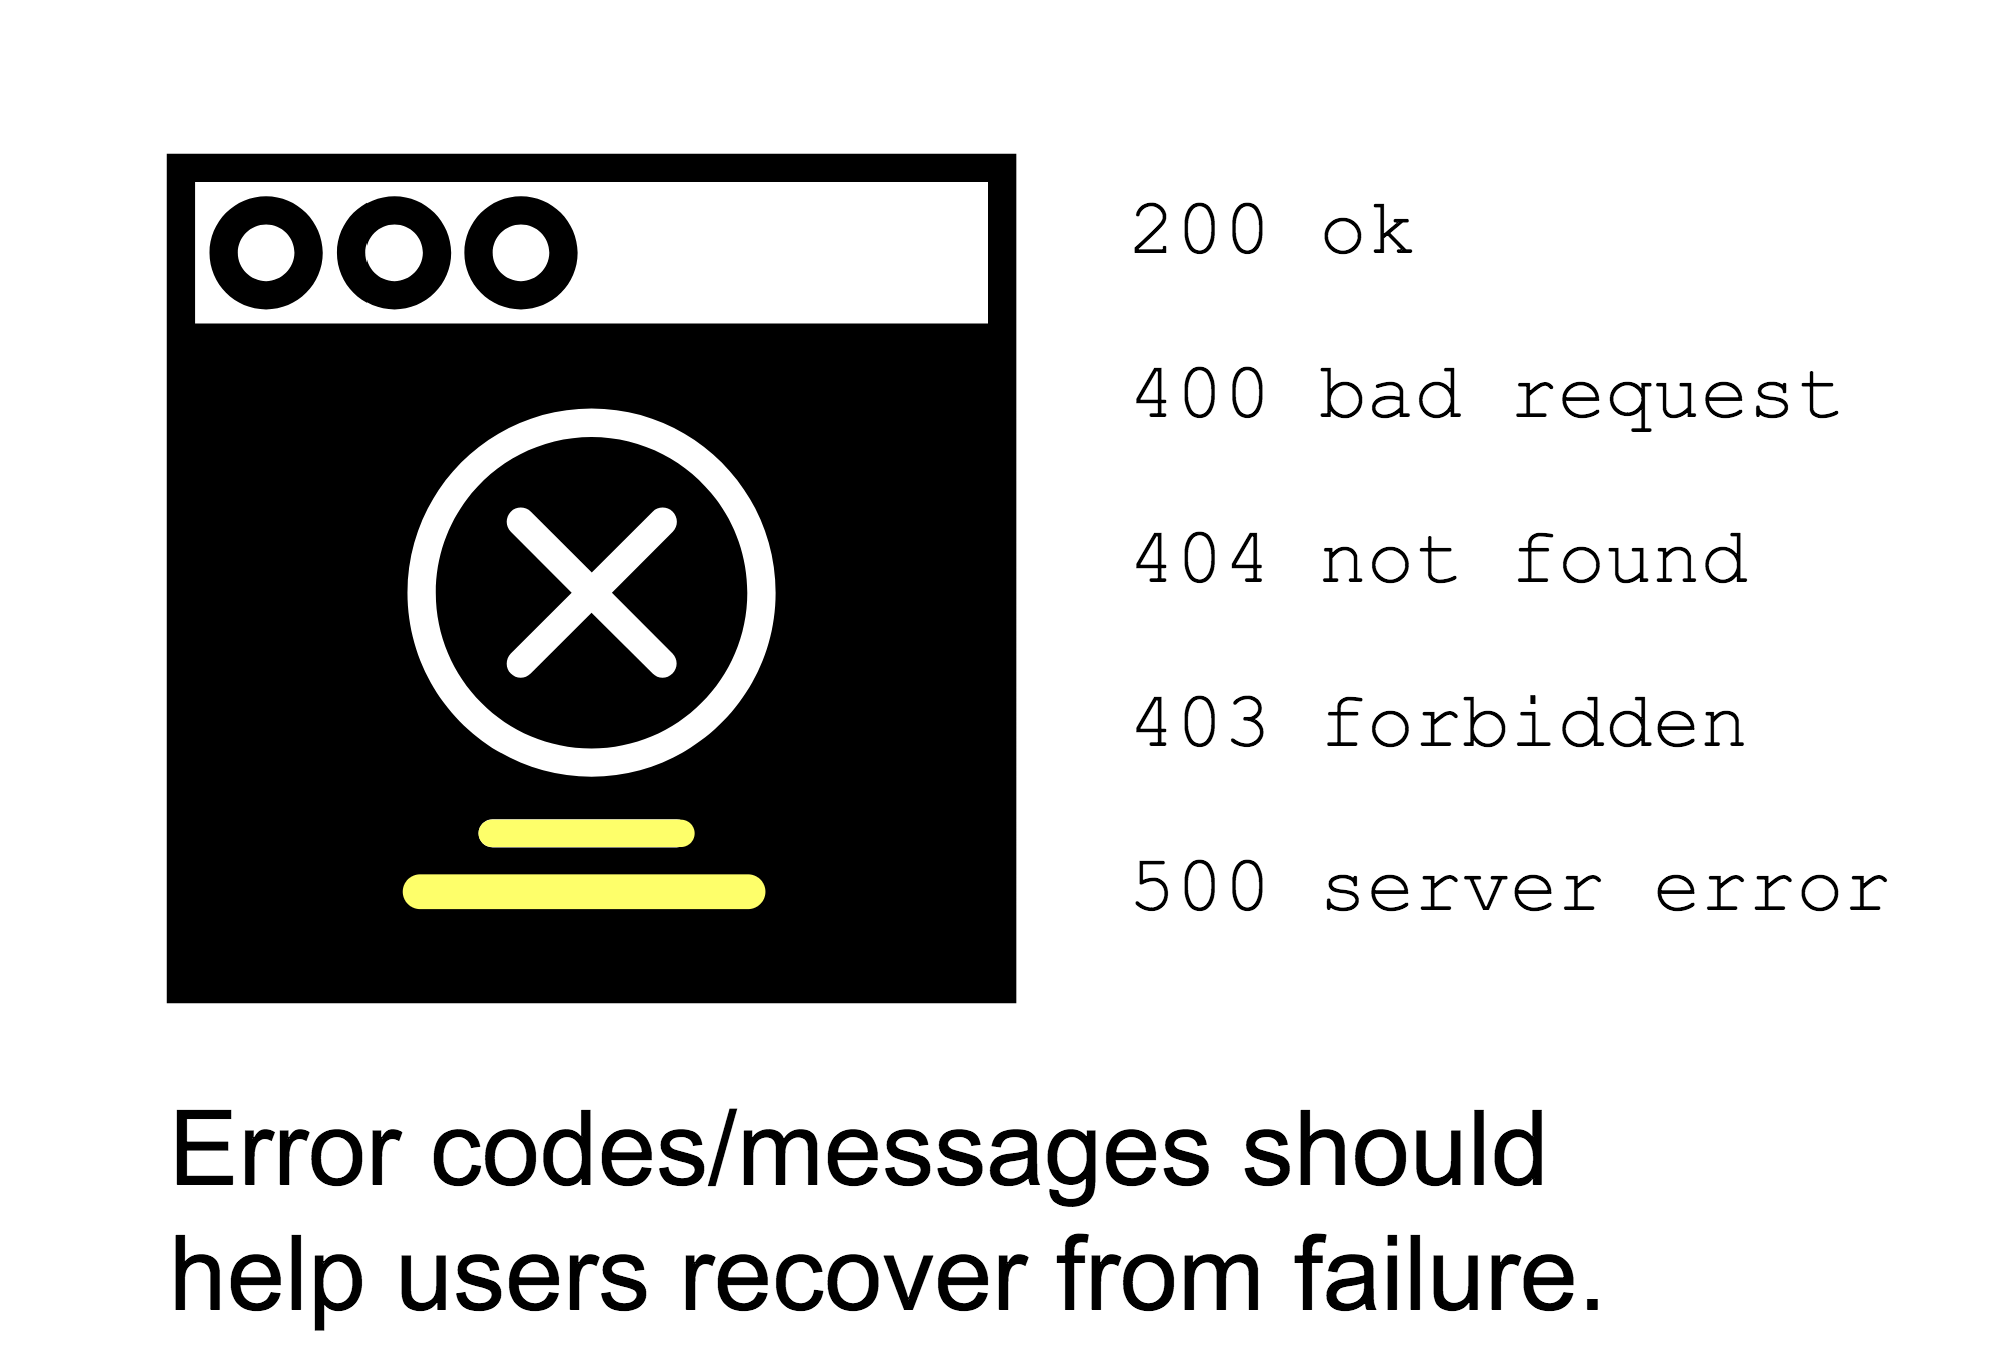 200 ok
400 bad request
404 not found
403 forbidden
500 server error
Error codes/messages should
help users recover from failure.